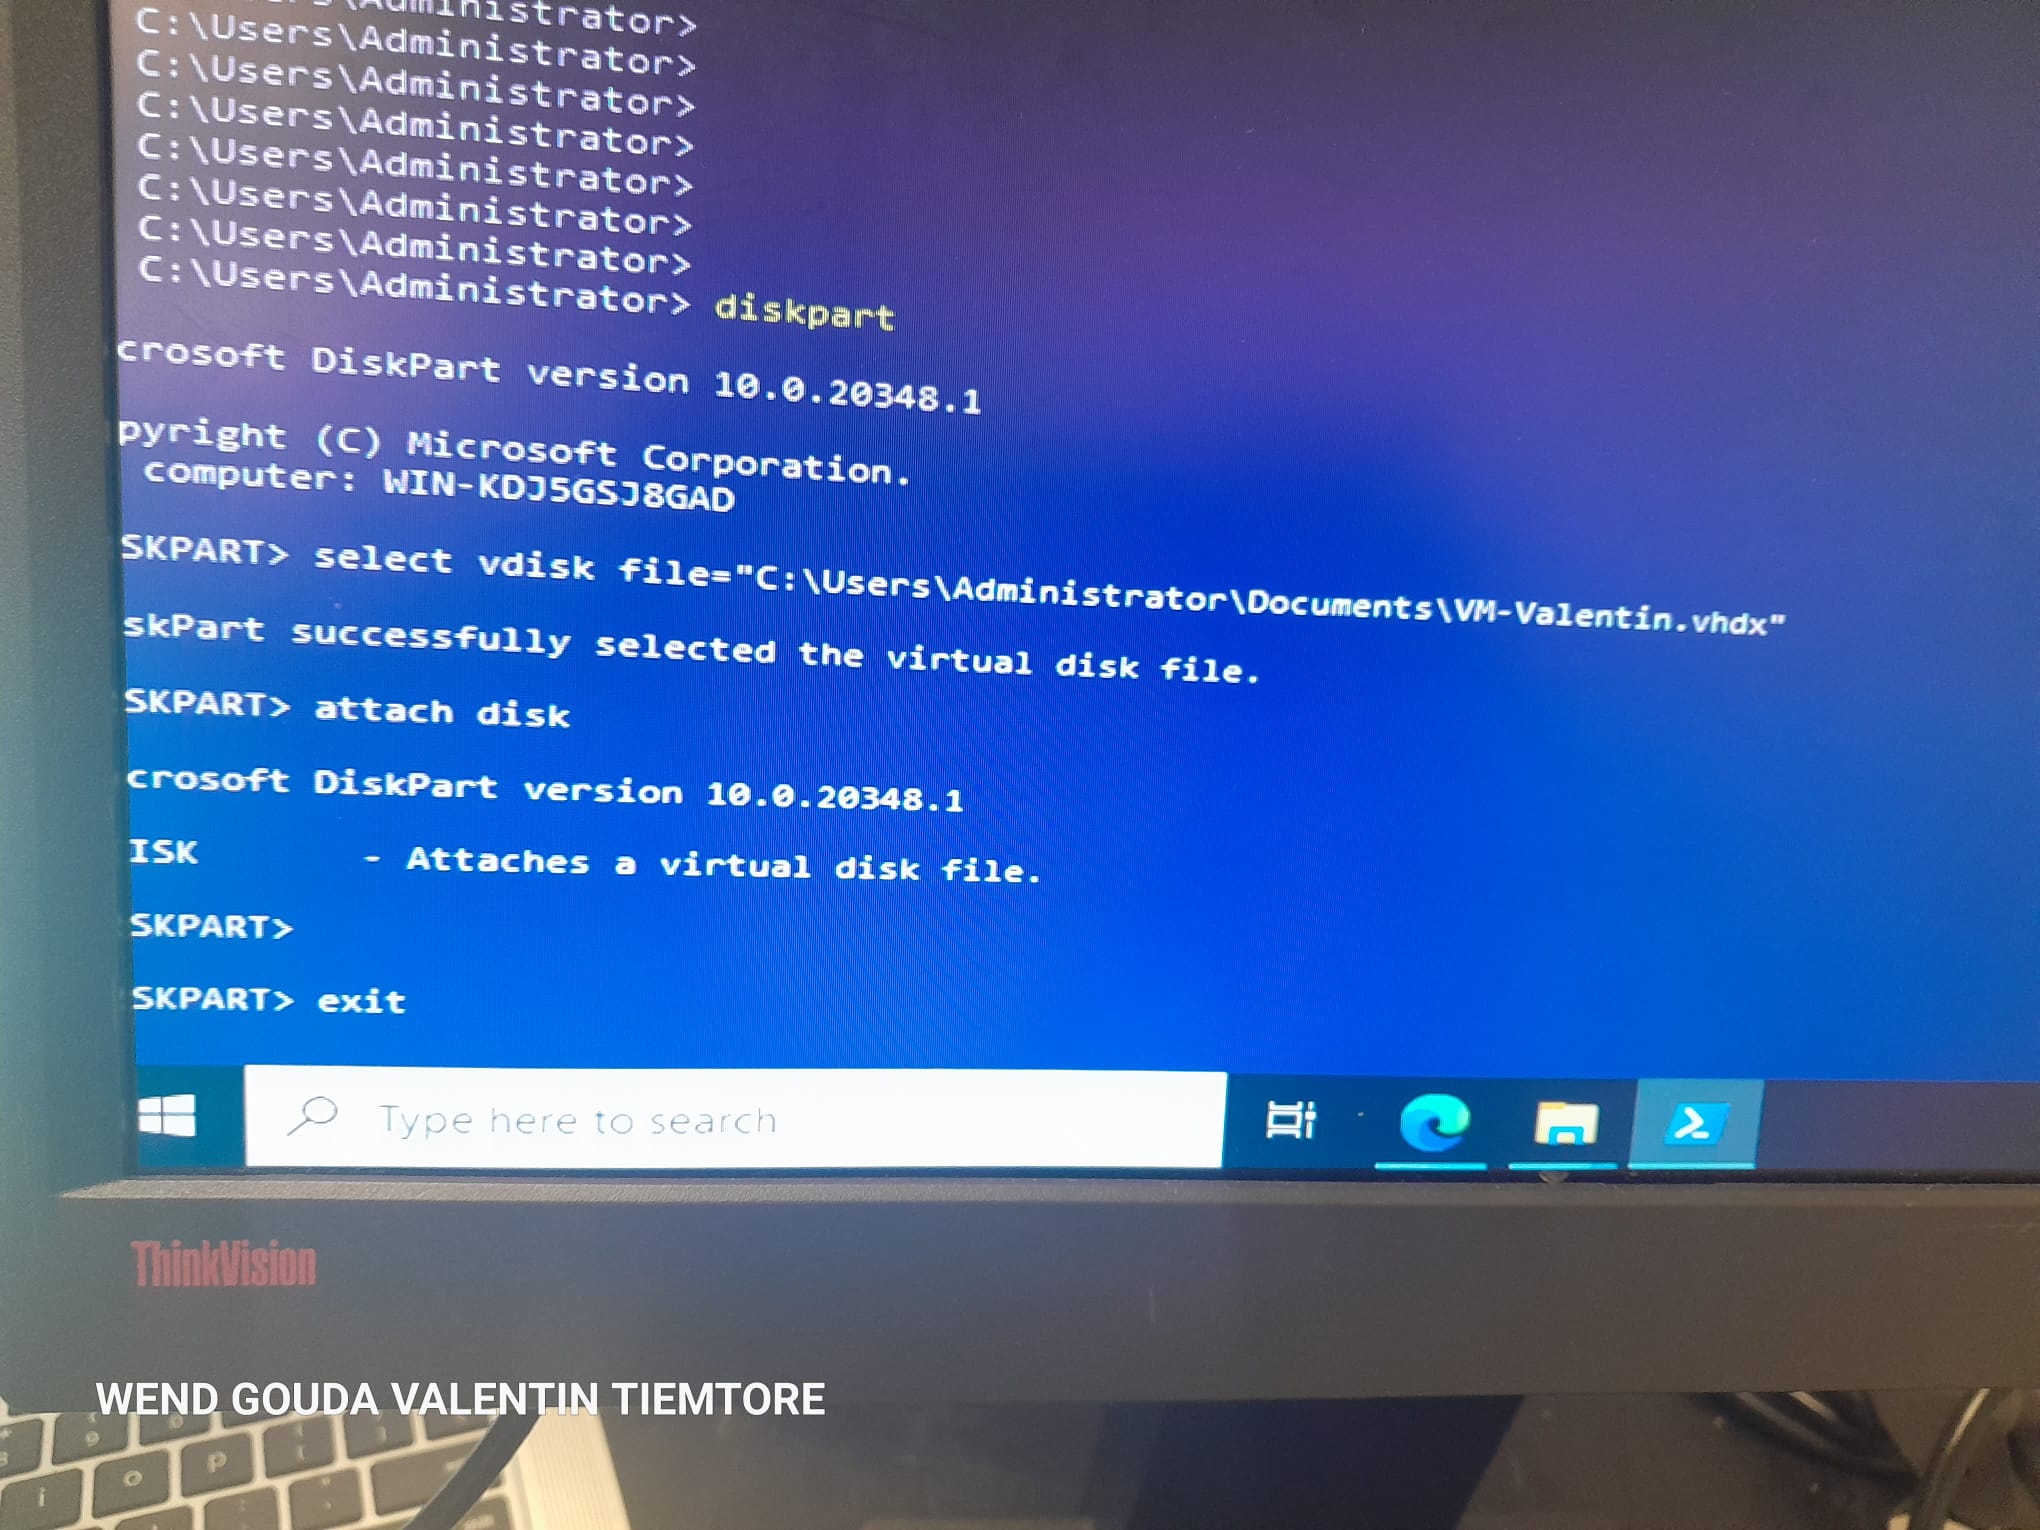 \Administrator>
C:\Users\Administrator>
C:\Users\Administrator>
C:\Users\Administrator>
C:\Users\Administrator>
C:\Users\Administrator>
C:\Users\Administrator>
C:\Users\Administrator> diskpart
crosoft DiskPart version 10.0.20348.1
pyright (C) Microsoft Corporation.
computer: WIN-KDJ5GSJ8GAD
SKPART> select vdisk file="C:\Users\Administrator\Documents\VM-Valentin.vhdx"
skPart successfully selected the virtual disk file.
SKPART> attach disk
crosoft DiskPart version 10.0.20348.1
ISK - Attaches a virtual disk file.
SKPART>
SKPART> exit
Type here to search
ThinkVision
WEND GOUDA VALENTIN TIEMTORE
9
i
o
p